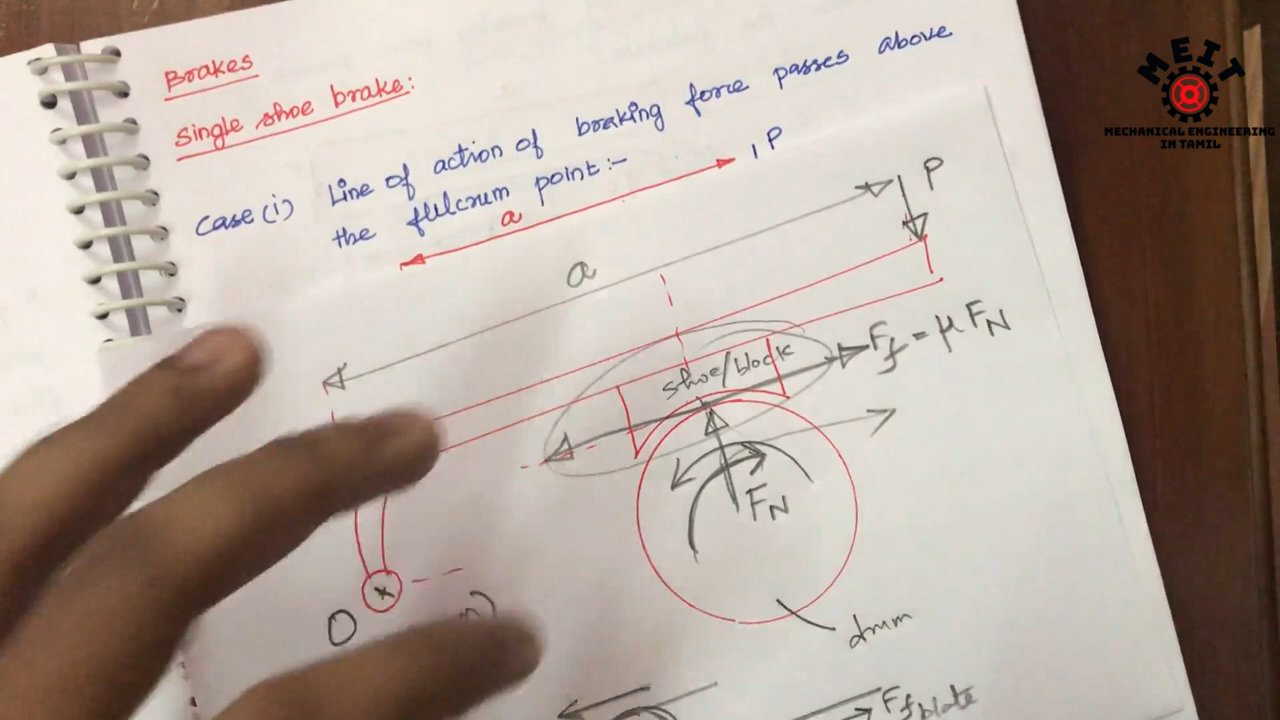 Brakes
Single shoe brake:
Case (i) Line of action of braking force passes above
the fulcrum point:-
P
a
P
a
shoe/block
Ff = μ FN
FN
O
drum
Ff
MEIT
MECHANICAL ENGINEERING
IN TAMIL